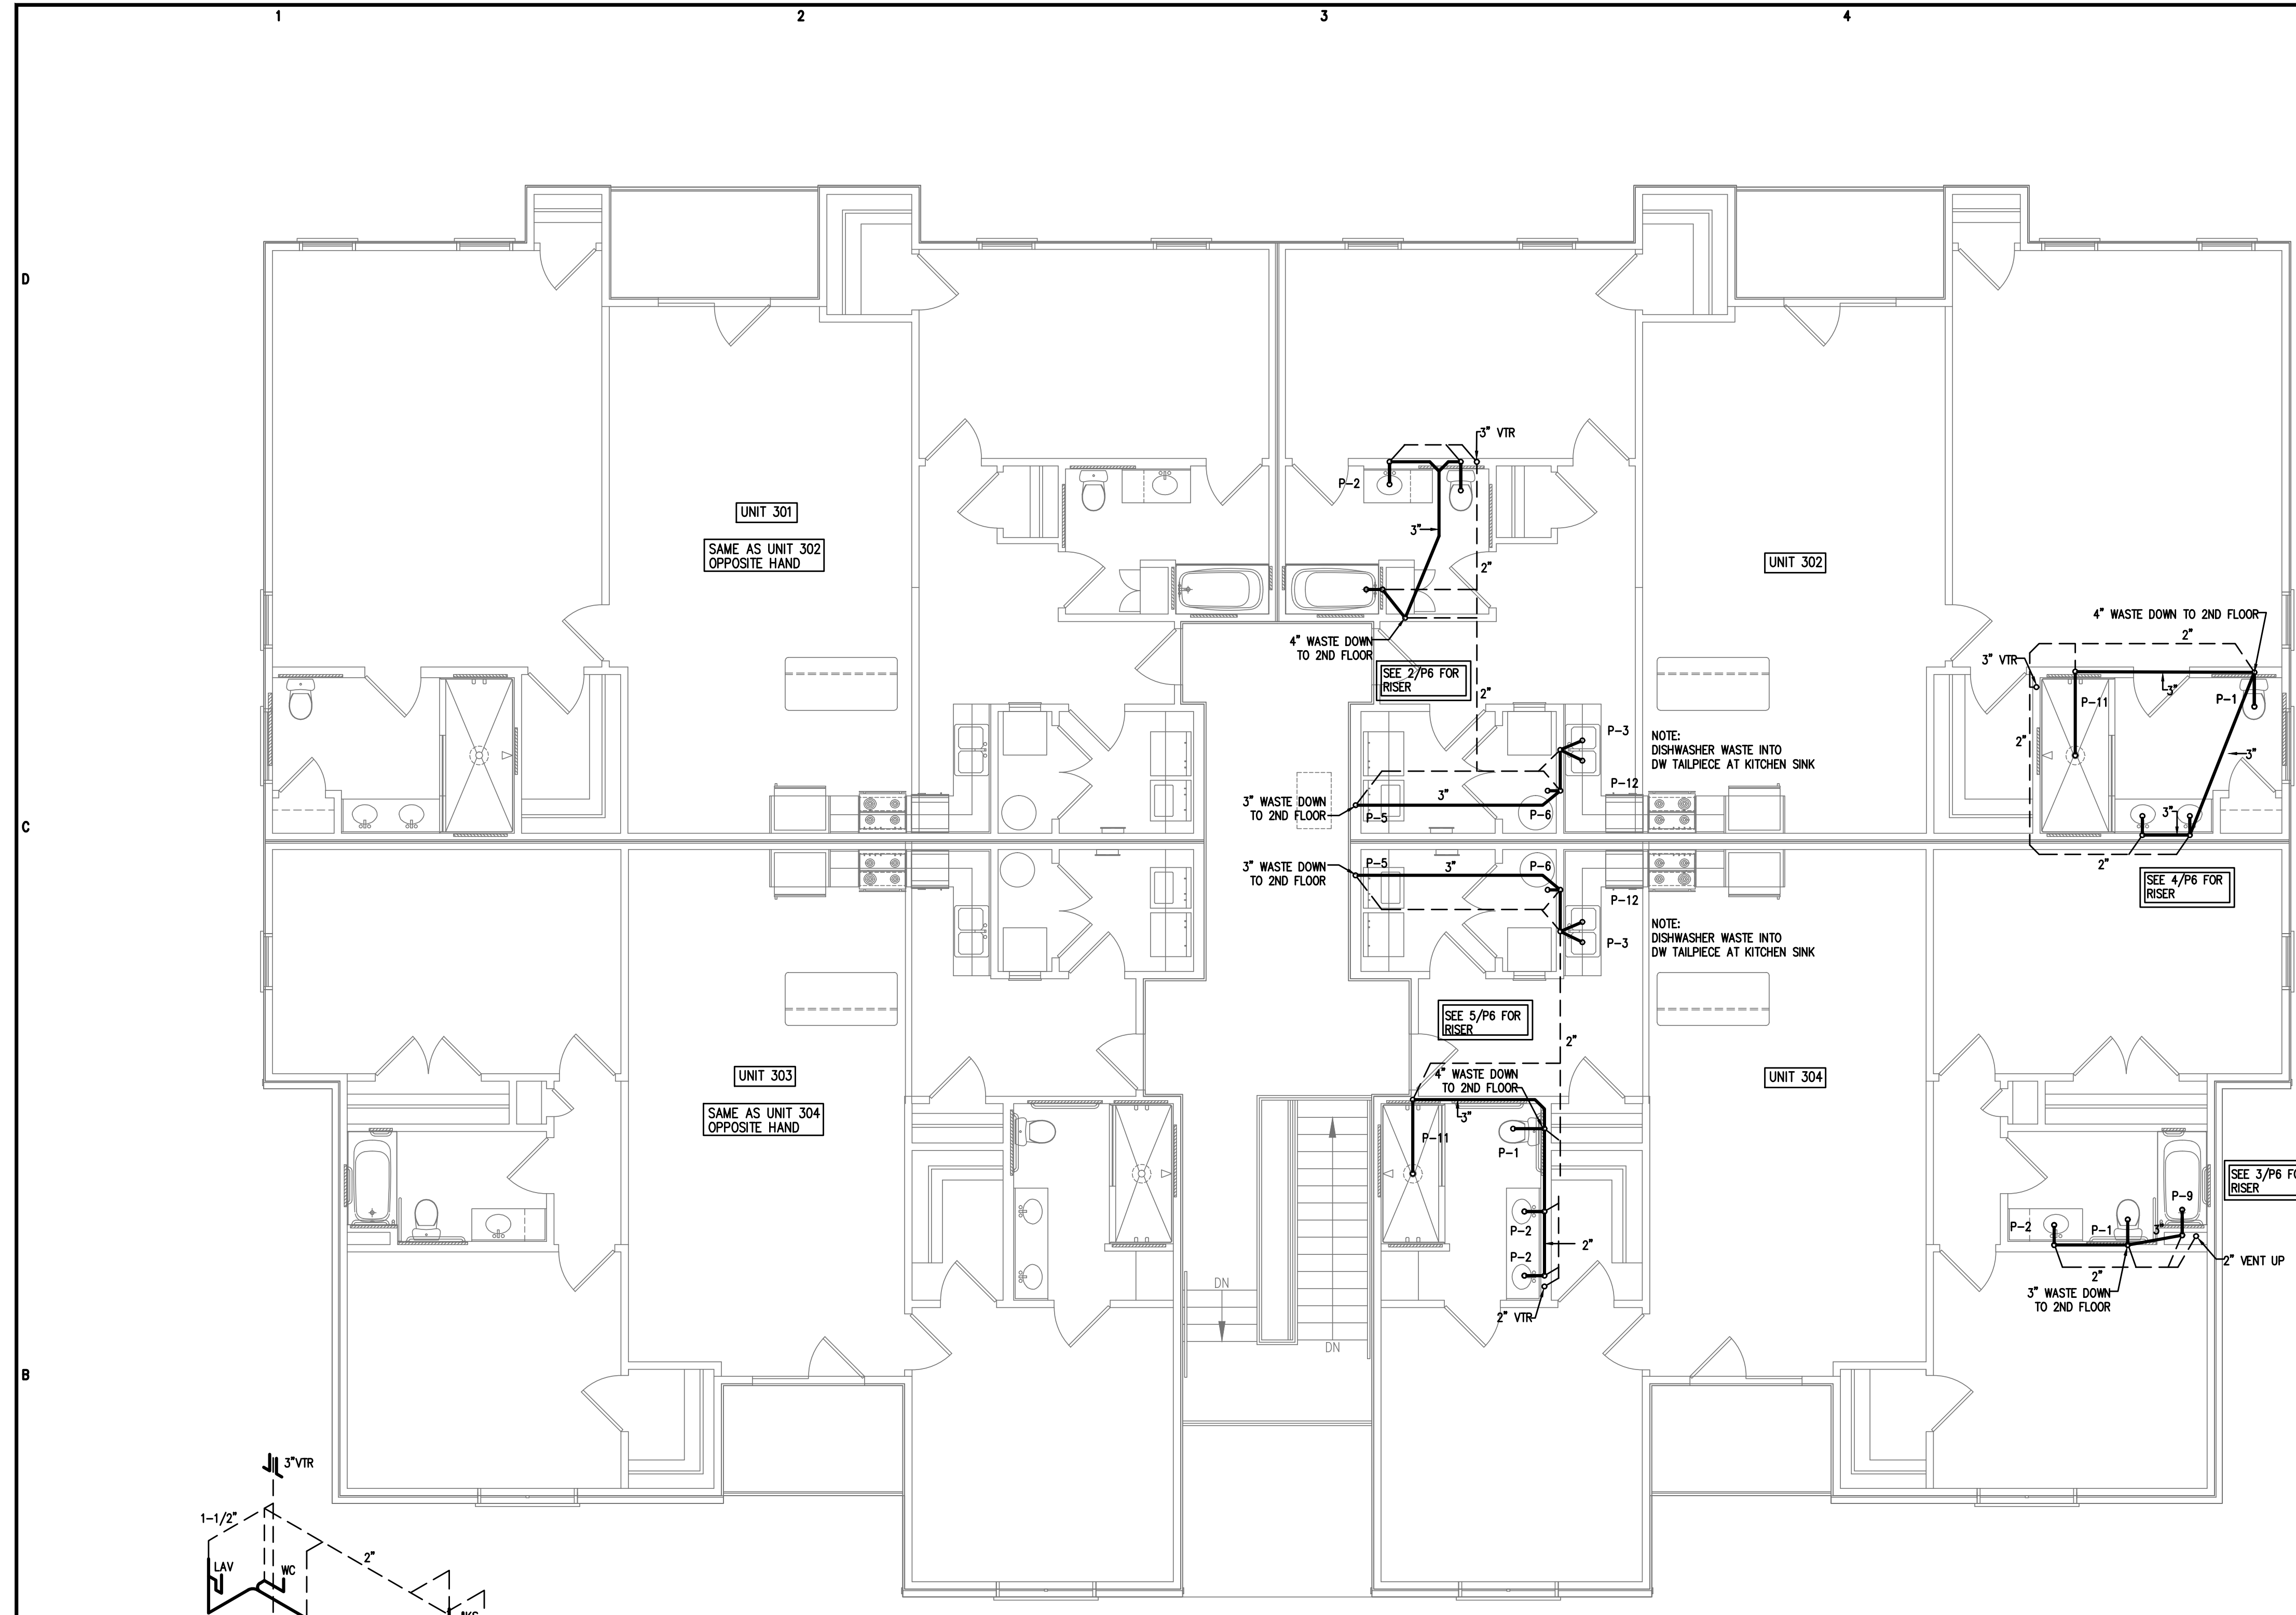 1
2
3
4
D
C
B
3" VTR
P-2
3"
2"
4" WASTE DOWN
TO 2ND FLOOR
SEE 2/P6 FOR
RISER
2"
UNIT 301
SAME AS UNIT 302
OPPOSITE HAND
UNIT 302
4" WASTE DOWN TO 2ND FLOOR
2"
3" VTR
3"
P-1
P-11
2"
3"
3"
2"
SEE 4/P6 FOR
RISER
P-3
NOTE:
DISHWASHER WASTE INTO
DW TAILPIECE AT KITCHEN SINK
P-12
3" WASTE DOWN
TO 2ND FLOOR
3"
P-5
P-6
3" WASTE DOWN
TO 2ND FLOOR
P-5
3"
P-6
P-12
NOTE:
DISHWASHER WASTE INTO
DW TAILPIECE AT KITCHEN SINK
P-3
SEE 5/P6 FOR
RISER
2"
4" WASTE DOWN
TO 2ND FLOOR
3"
P-11
P-1
P-2
2"
P-2
2" VTR
UNIT 303
SAME AS UNIT 304
OPPOSITE HAND
UNIT 304
DN
DN
SEE 3/P6 FO
RISER
P-9
P-2
P-1
3"
2" VENT UP
2"
3" WASTE DOWN
TO 2ND FLOOR
3"VTR
1-1/2"
2"
LAV
WC